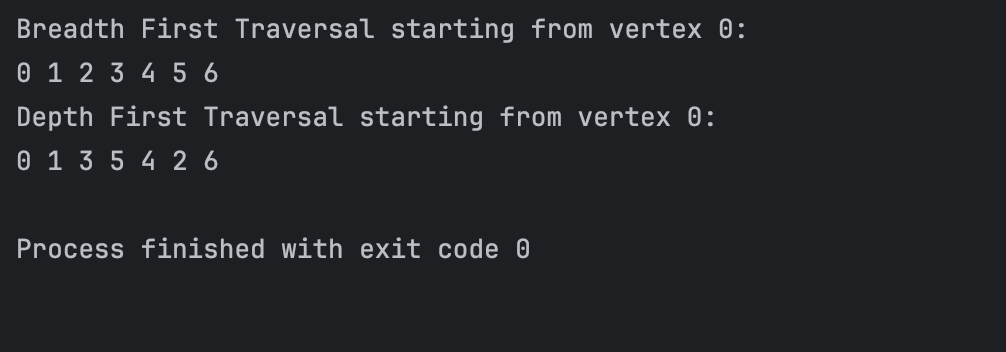 Breadth First Traversal starting from vertex 0:
0 1 2 3 4 5 6
Depth First Traversal starting from vertex 0:
0 1 3 5 4 2 6
Process finished with exit code 0